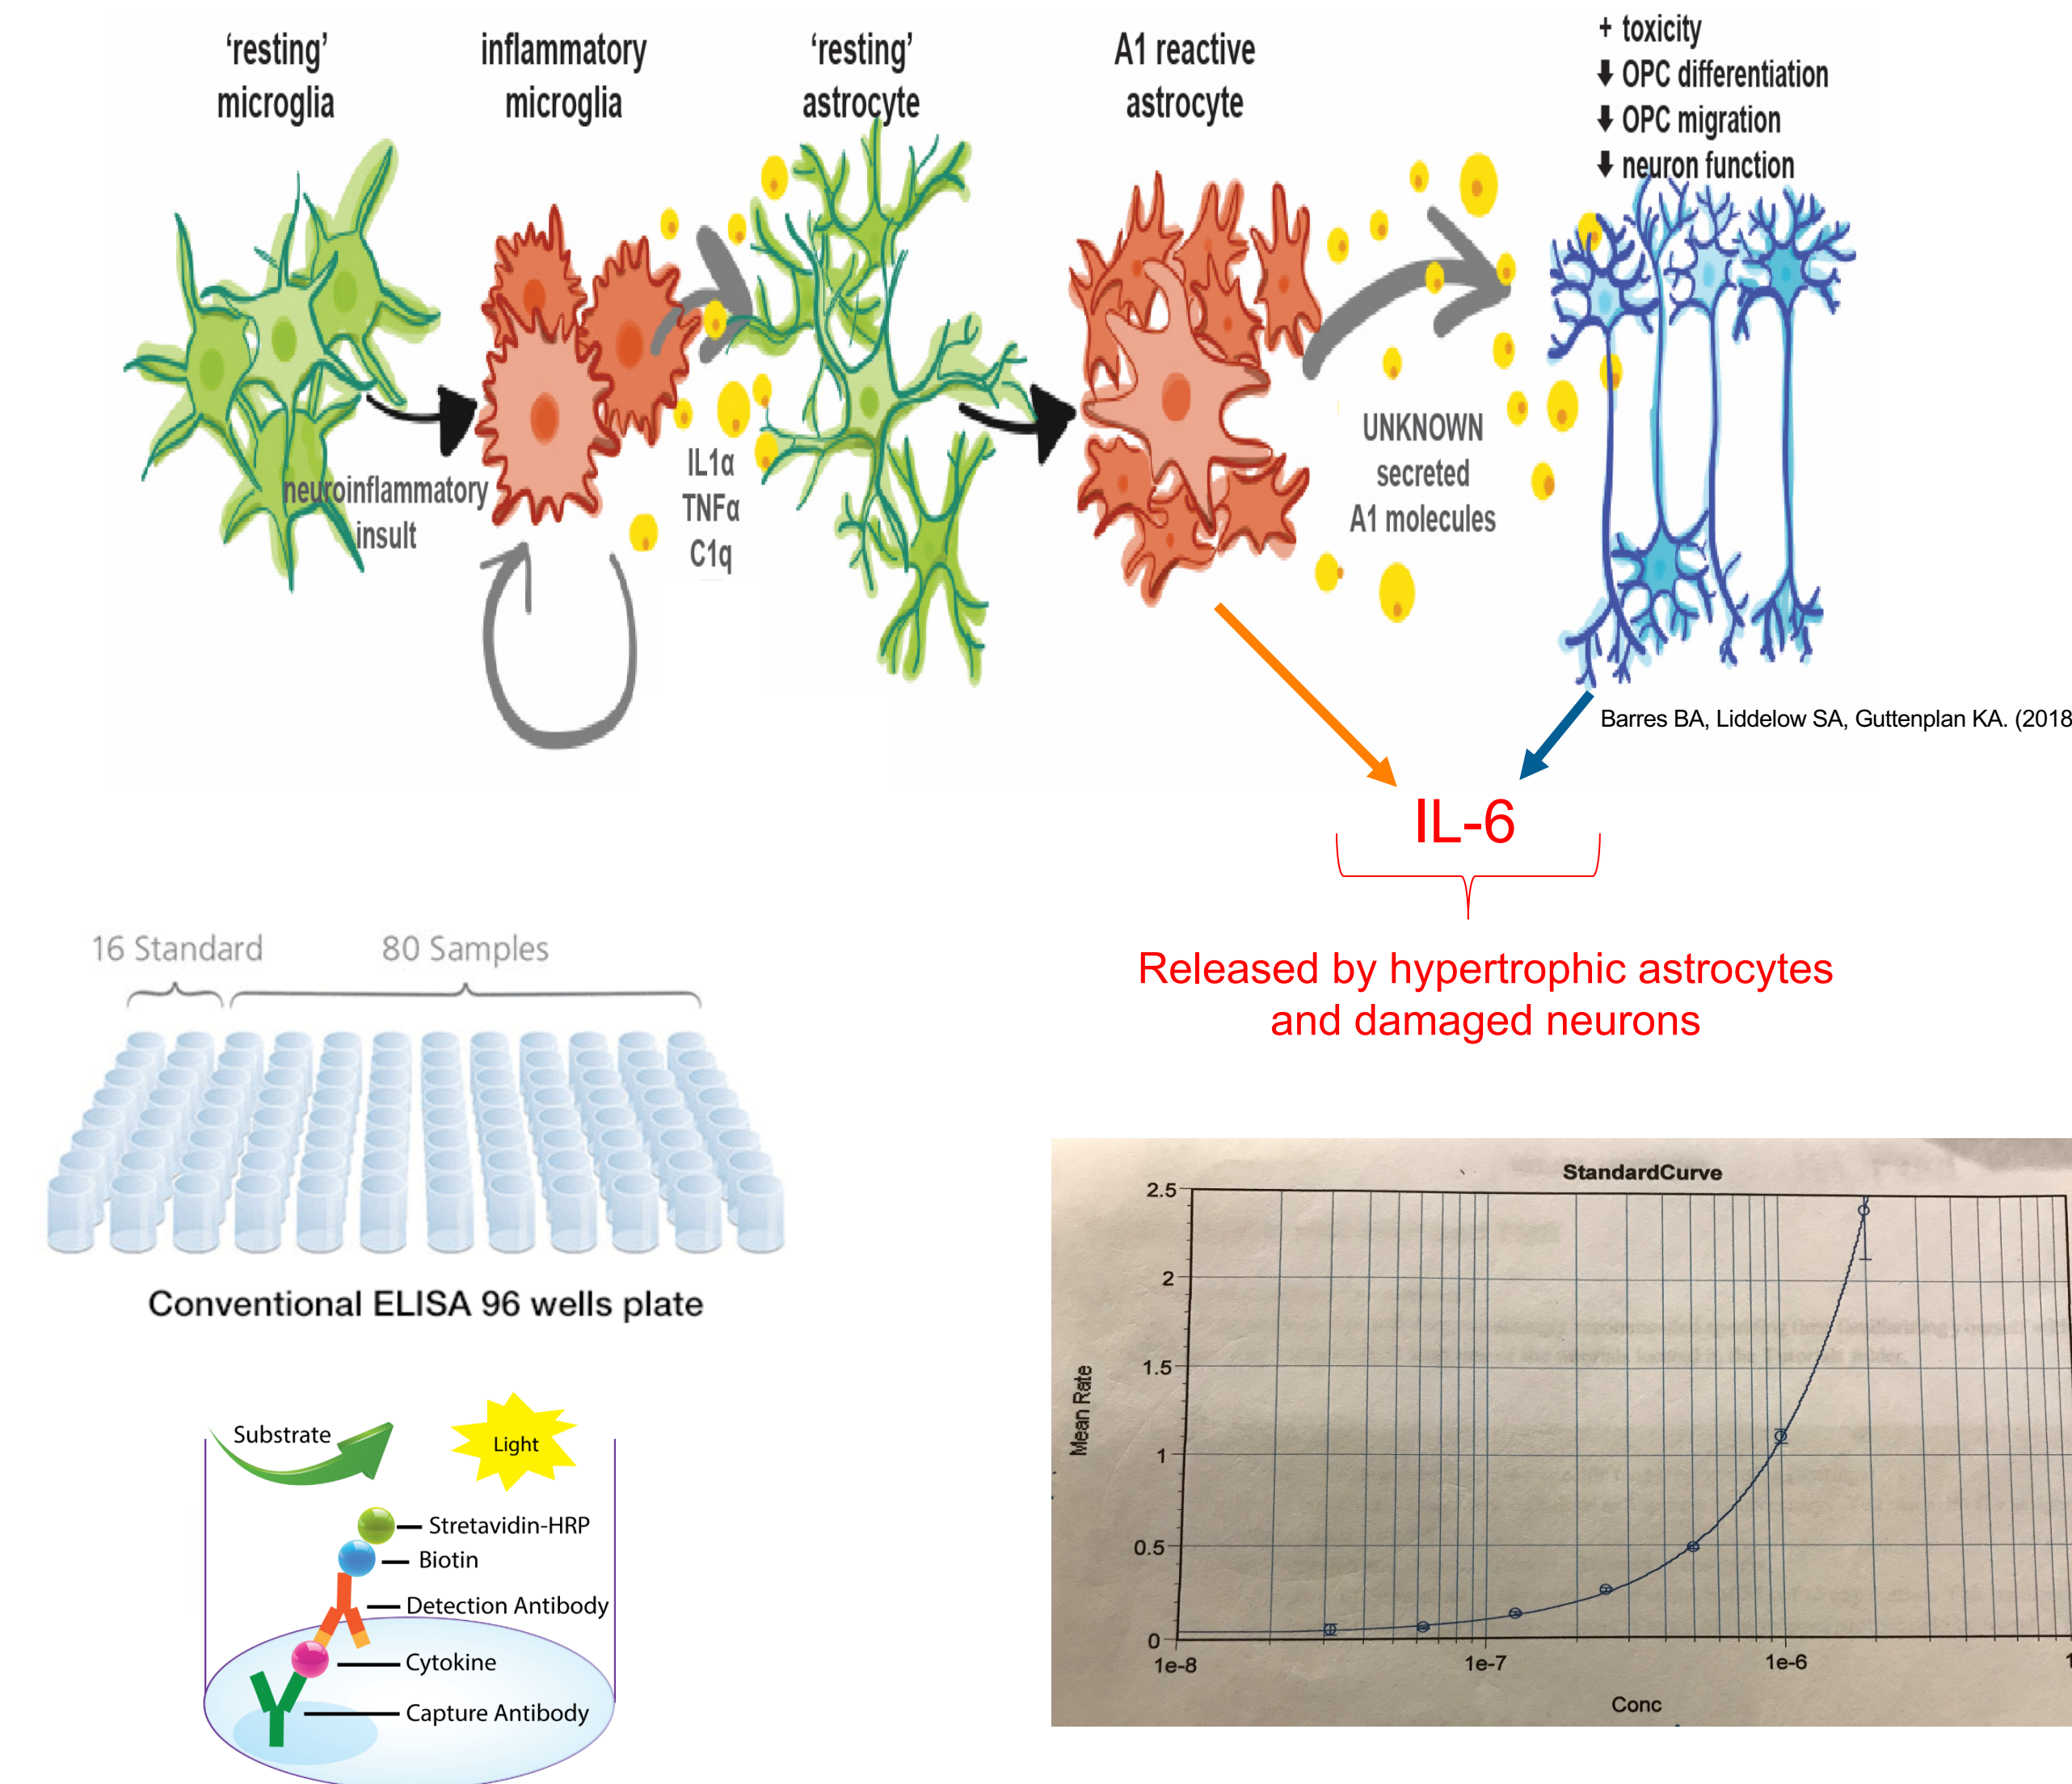 'resting'
microglia
inflammatory
microglia
'resting'
astrocyte
A1 reactive
astrocyte
+ toxicity
↓ OPC differentiation
↓ OPC migration
↓ neuron function
neuroinflammatory
insult
IL1α
TNFα
C1q
UNKNOWN
secreted
A1 molecules
Barres BA, Liddelow SA, Guttenplan KA. (2018
IL-6
Released by hypertrophic astrocytes
and damaged neurons
16 Standard
80 Samples
Conventional ELISA 96 wells plate
Substrate
Light
Stretavidin-HRP
Biotin
Detection Antibody
Cytokine
Capture Antibody
StandardCurve
2.5
2
1.5
1
0.5
0
Mean Rate
1e-8
1e-7
1e-6
Conc